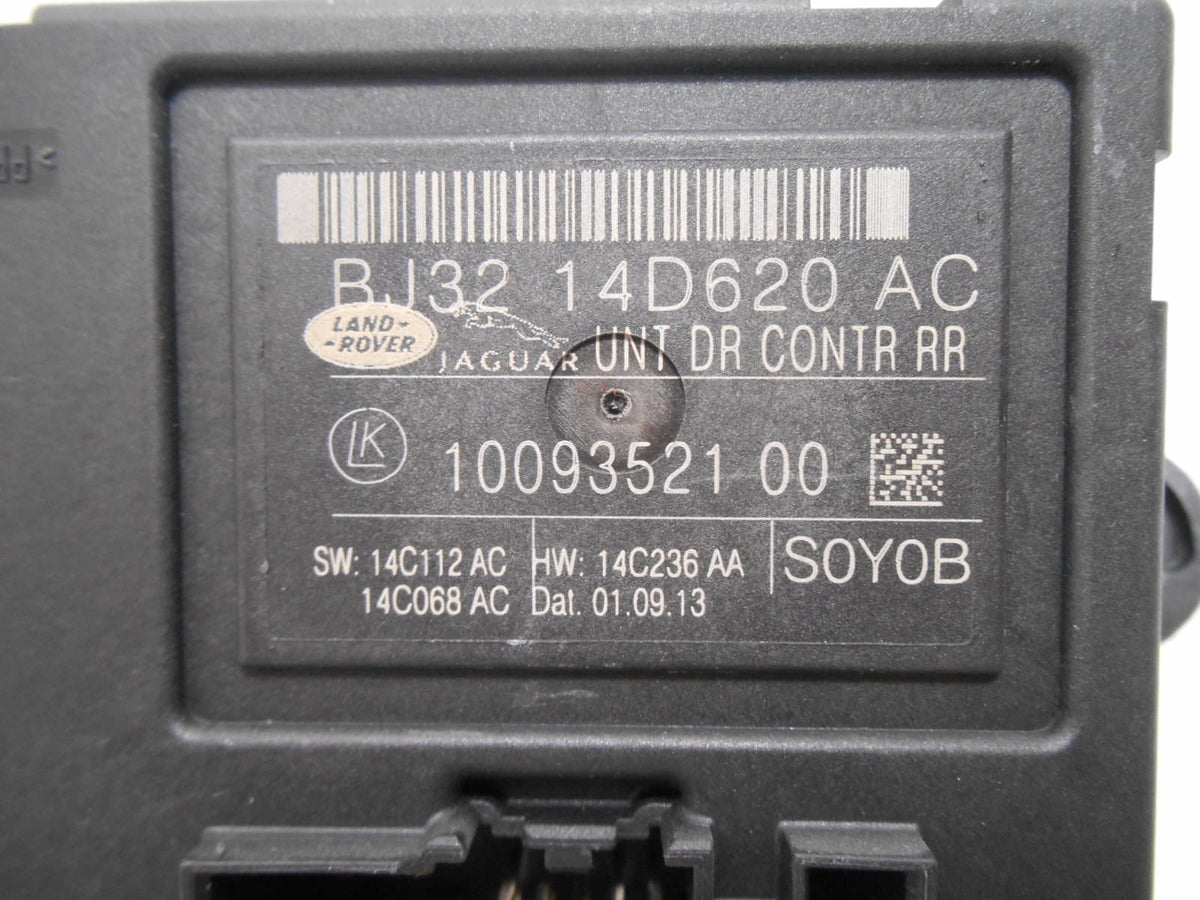 BJ32 14D620 AC
LAND-
-ROVER
JAGUAR UNT DR CONTR RR
LK 10093521 00
SW: 14C112 AC HW: 14C236 AA S0Y0B
14C068 AC Dat. 01.09.13